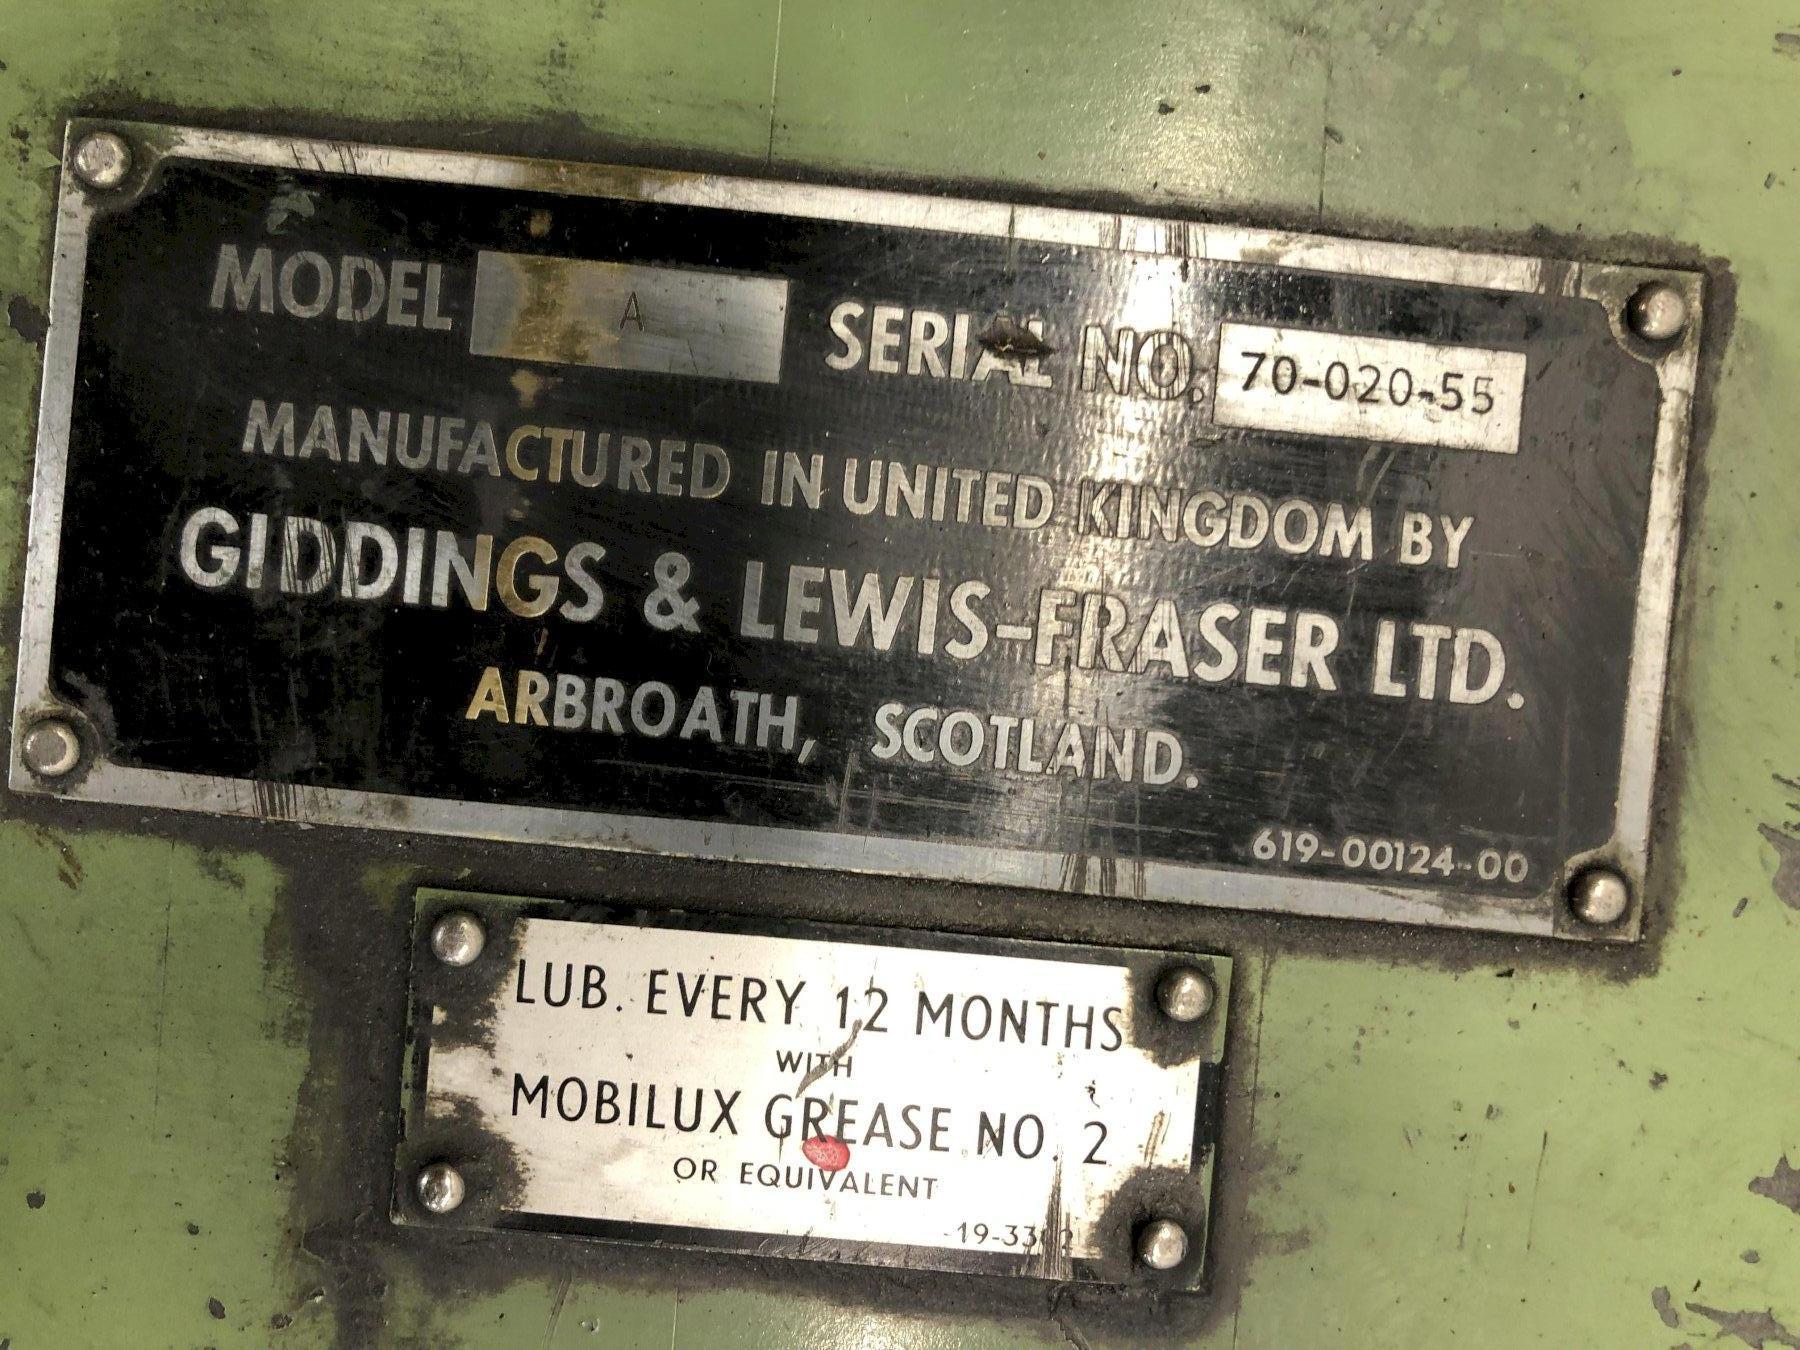 MODEL A SERIAL NO. 70-020-55
MANUFACTURED IN UNITED KINGDOM BY
GIDDINGS & LEWIS-FRASER LTD.
ARBROATH, SCOTLAND.
619-00124-00
LUB. EVERY 12 MONTHS
WITH
MOBILUX GREASE NO. 2
OR EQUIVALENT